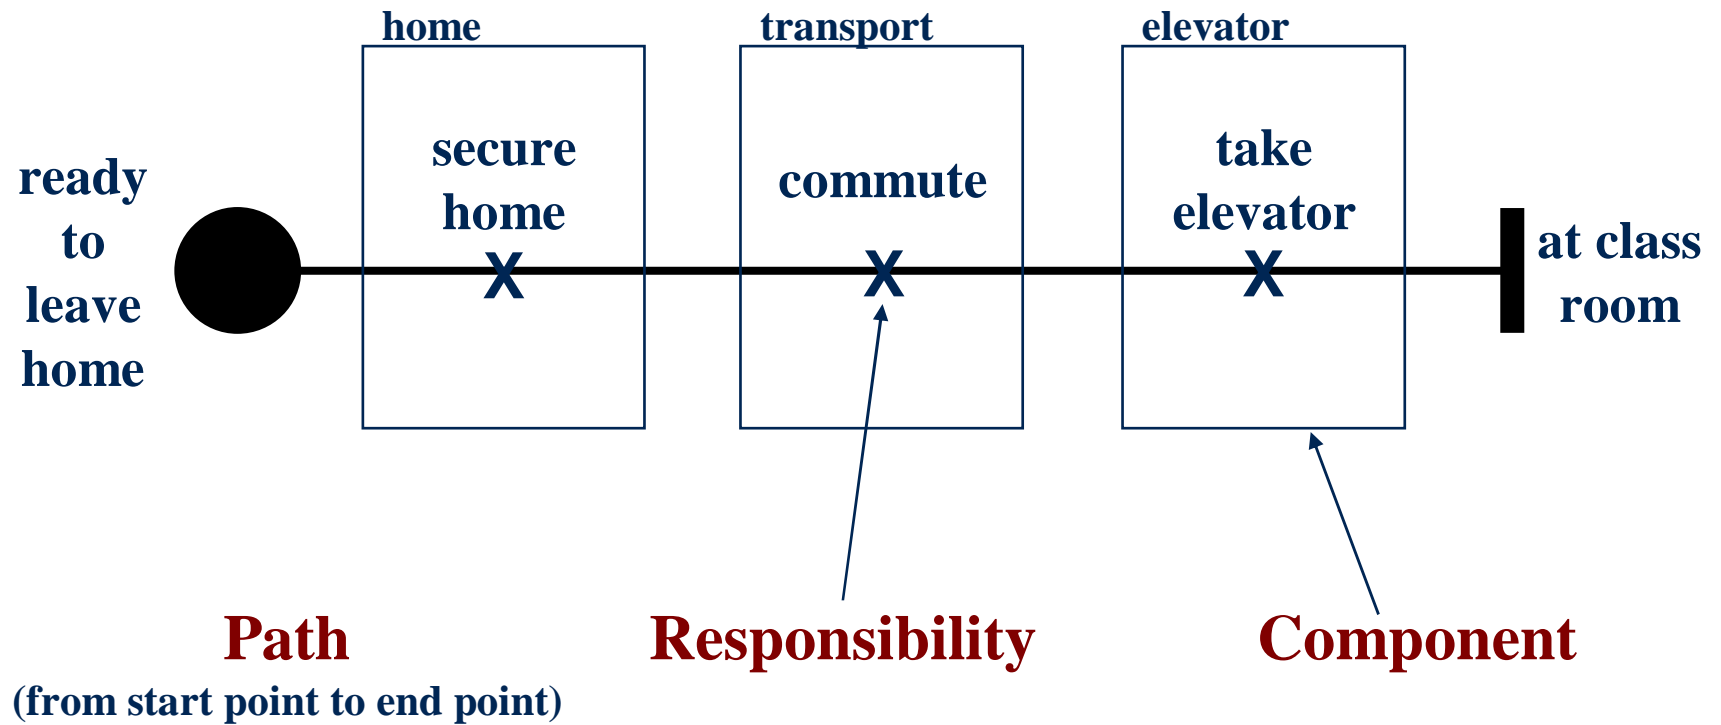 home
transport
elevator
ready
to
leave
home
secure
home
X
commute
X
take
elevator
X
at class
room
Path
(from start point to end point)
Responsibility
Component